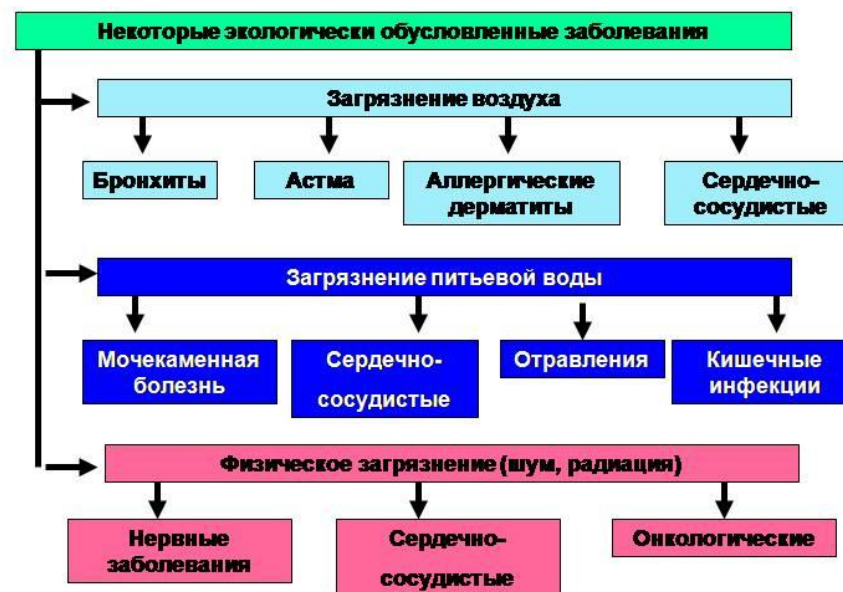 Некоторые экологически обусловленные заболевания
Загрязнение воздуха
Бронхиты
Астма
Аллергические
дерматиты
Сердечно-
сосудистые
Загрязнение питьевой воды
Мочекаменная
болезнь
Сердечно-
сосудистые
Отравления
Кишечные
инфекции
Физическое загрязнение (шум, радиация)
Нервные
заболевания
Сердечно-
сосудистые
Онкологические